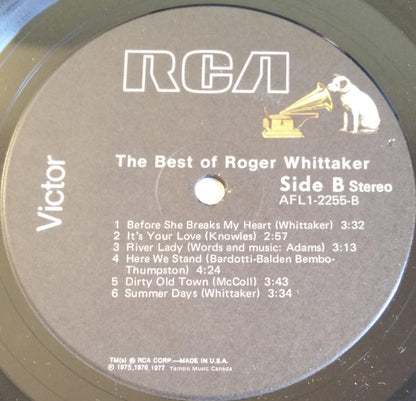 RCA
Victor
The Best of Roger Whittaker
Side B Stereo
AFL1-2255-B
1 Before She Breaks My Heart (Whittaker) 3:32
2 It's Your Love (Knowles) 2:57
3 River Lady (Words and music: Adams) 3:13
4 Here We Stand (Bardotti-Balden Bembo-
Thumpston) 4:24
5 Dirty Old Town (McColl) 3:43
6 Summer Days (Whittaker) 3:34
TM(s) ® RCA CORP.—MADE IN U.S.A.
℗ 1975, 1976, 1977 Tempo Music Canada